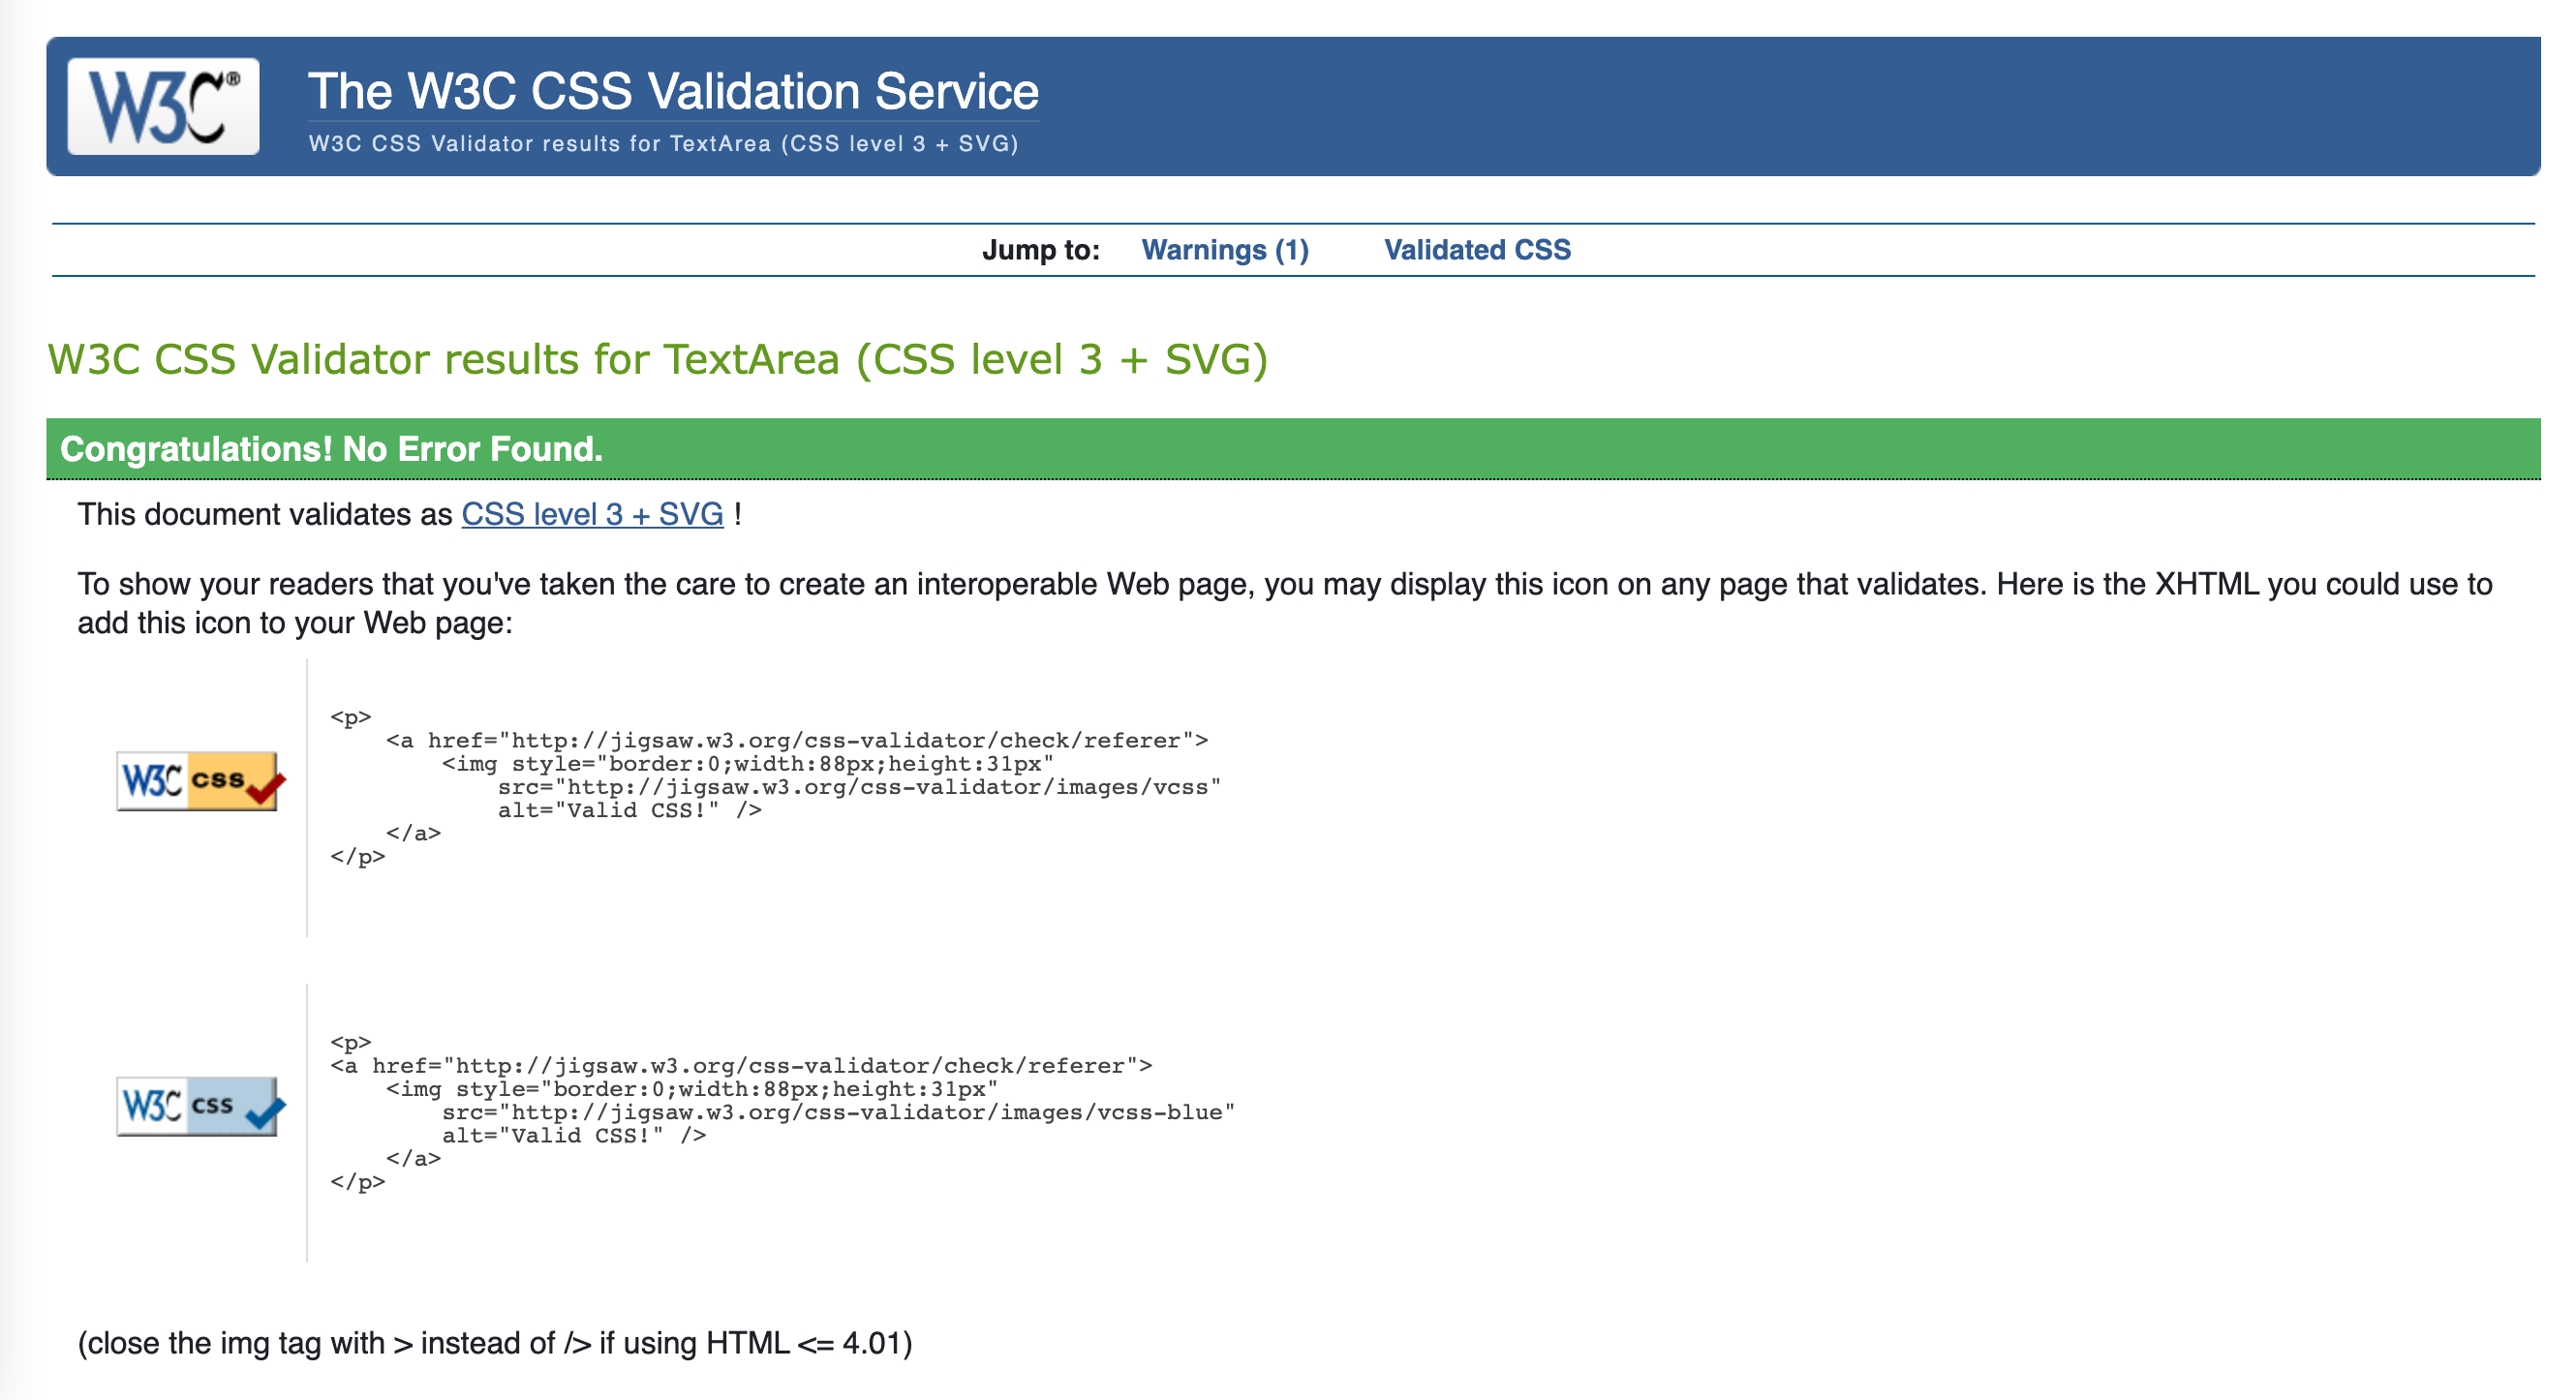 W3C®
The W3C CSS Validation Service
W3C CSS Validator results for TextArea (CSS level 3 + SVG)
Jump to: Warnings (1) Validated CSS
W3C CSS Validator results for TextArea (CSS level 3 + SVG)
Congratulations! No Error Found.
This document validates as CSS level 3 + SVG !
To show your readers that you've taken the care to create an interoperable Web page, you may display this icon on any page that validates. Here is the XHTML you could use to
add this icon to your Web page:
W3C css
<p>
    <a href="http://jigsaw.w3.org/css-validator/check/referer">
        <img style="border:0;width:88px;height:31px"
            src="http://jigsaw.w3.org/css-validator/images/vcss"
            alt="Valid CSS!" />
    </a>
</p>
W3C css
<p>
<a href="http://jigsaw.w3.org/css-validator/check/referer">
    <img style="border:0;width:88px;height:31px"
        src="http://jigsaw.w3.org/css-validator/images/vcss-blue"
        alt="Valid CSS!" />
    </a>
</p>
(close the img tag with > instead of /> if using HTML <= 4.01)